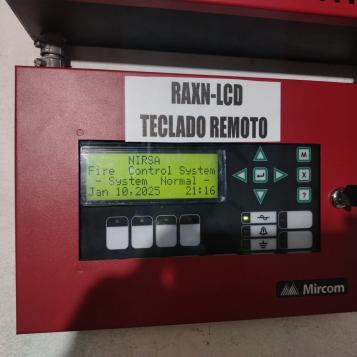 RAXN-LCD
TECLADO REMOTO
NIRSA
Fire Control System
- System Normal -
Jan 10,2025 21:16
M
X
?
Mircom